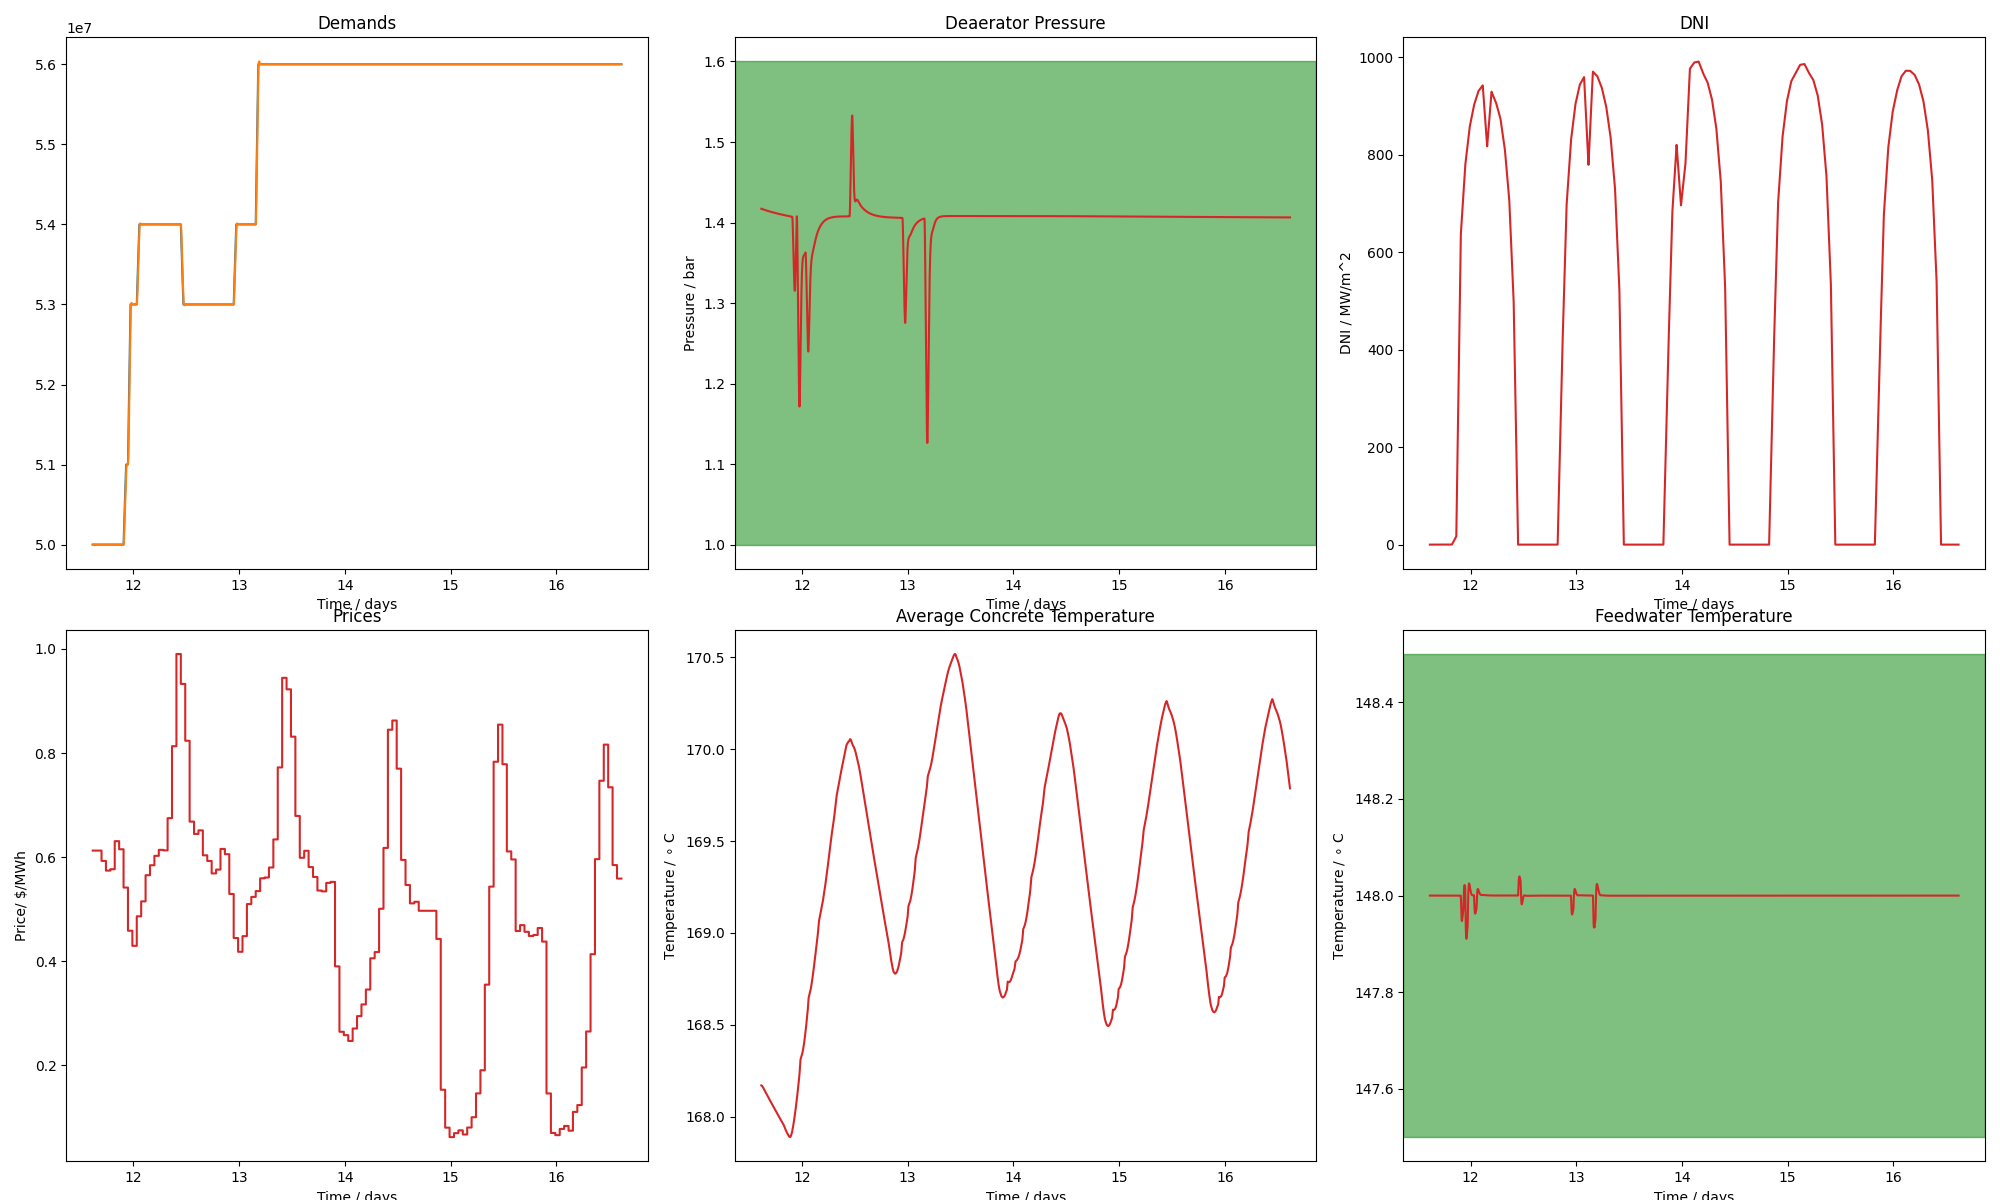 Demands
1e7
5.6
5.5
5.4
5.3
5.2
5.1
5.0
12 13 14 15 16
Time / days
Deaerator Pressure
Pressure / bar
1.6
1.5
1.4
1.3
1.2
1.1
1.0
12 13 14 15 16
Time / days
DNI
DNI / MW/m^2
1000
800
600
400
200
0
12 13 14 15 16
Time / days
Prices
Price/ $/MWh
1.0
0.8
0.6
0.4
0.2
12 13 14 15 16
Time / days
Average Concrete Temperature
Temperature / ∘ C
170.5
170.0
169.5
169.0
168.5
168.0
12 13 14 15 16
Time / days
Feedwater Temperature
Temperature / ∘ C
148.4
148.2
148.0
147.8
147.6
12 13 14 15 16
Time / days